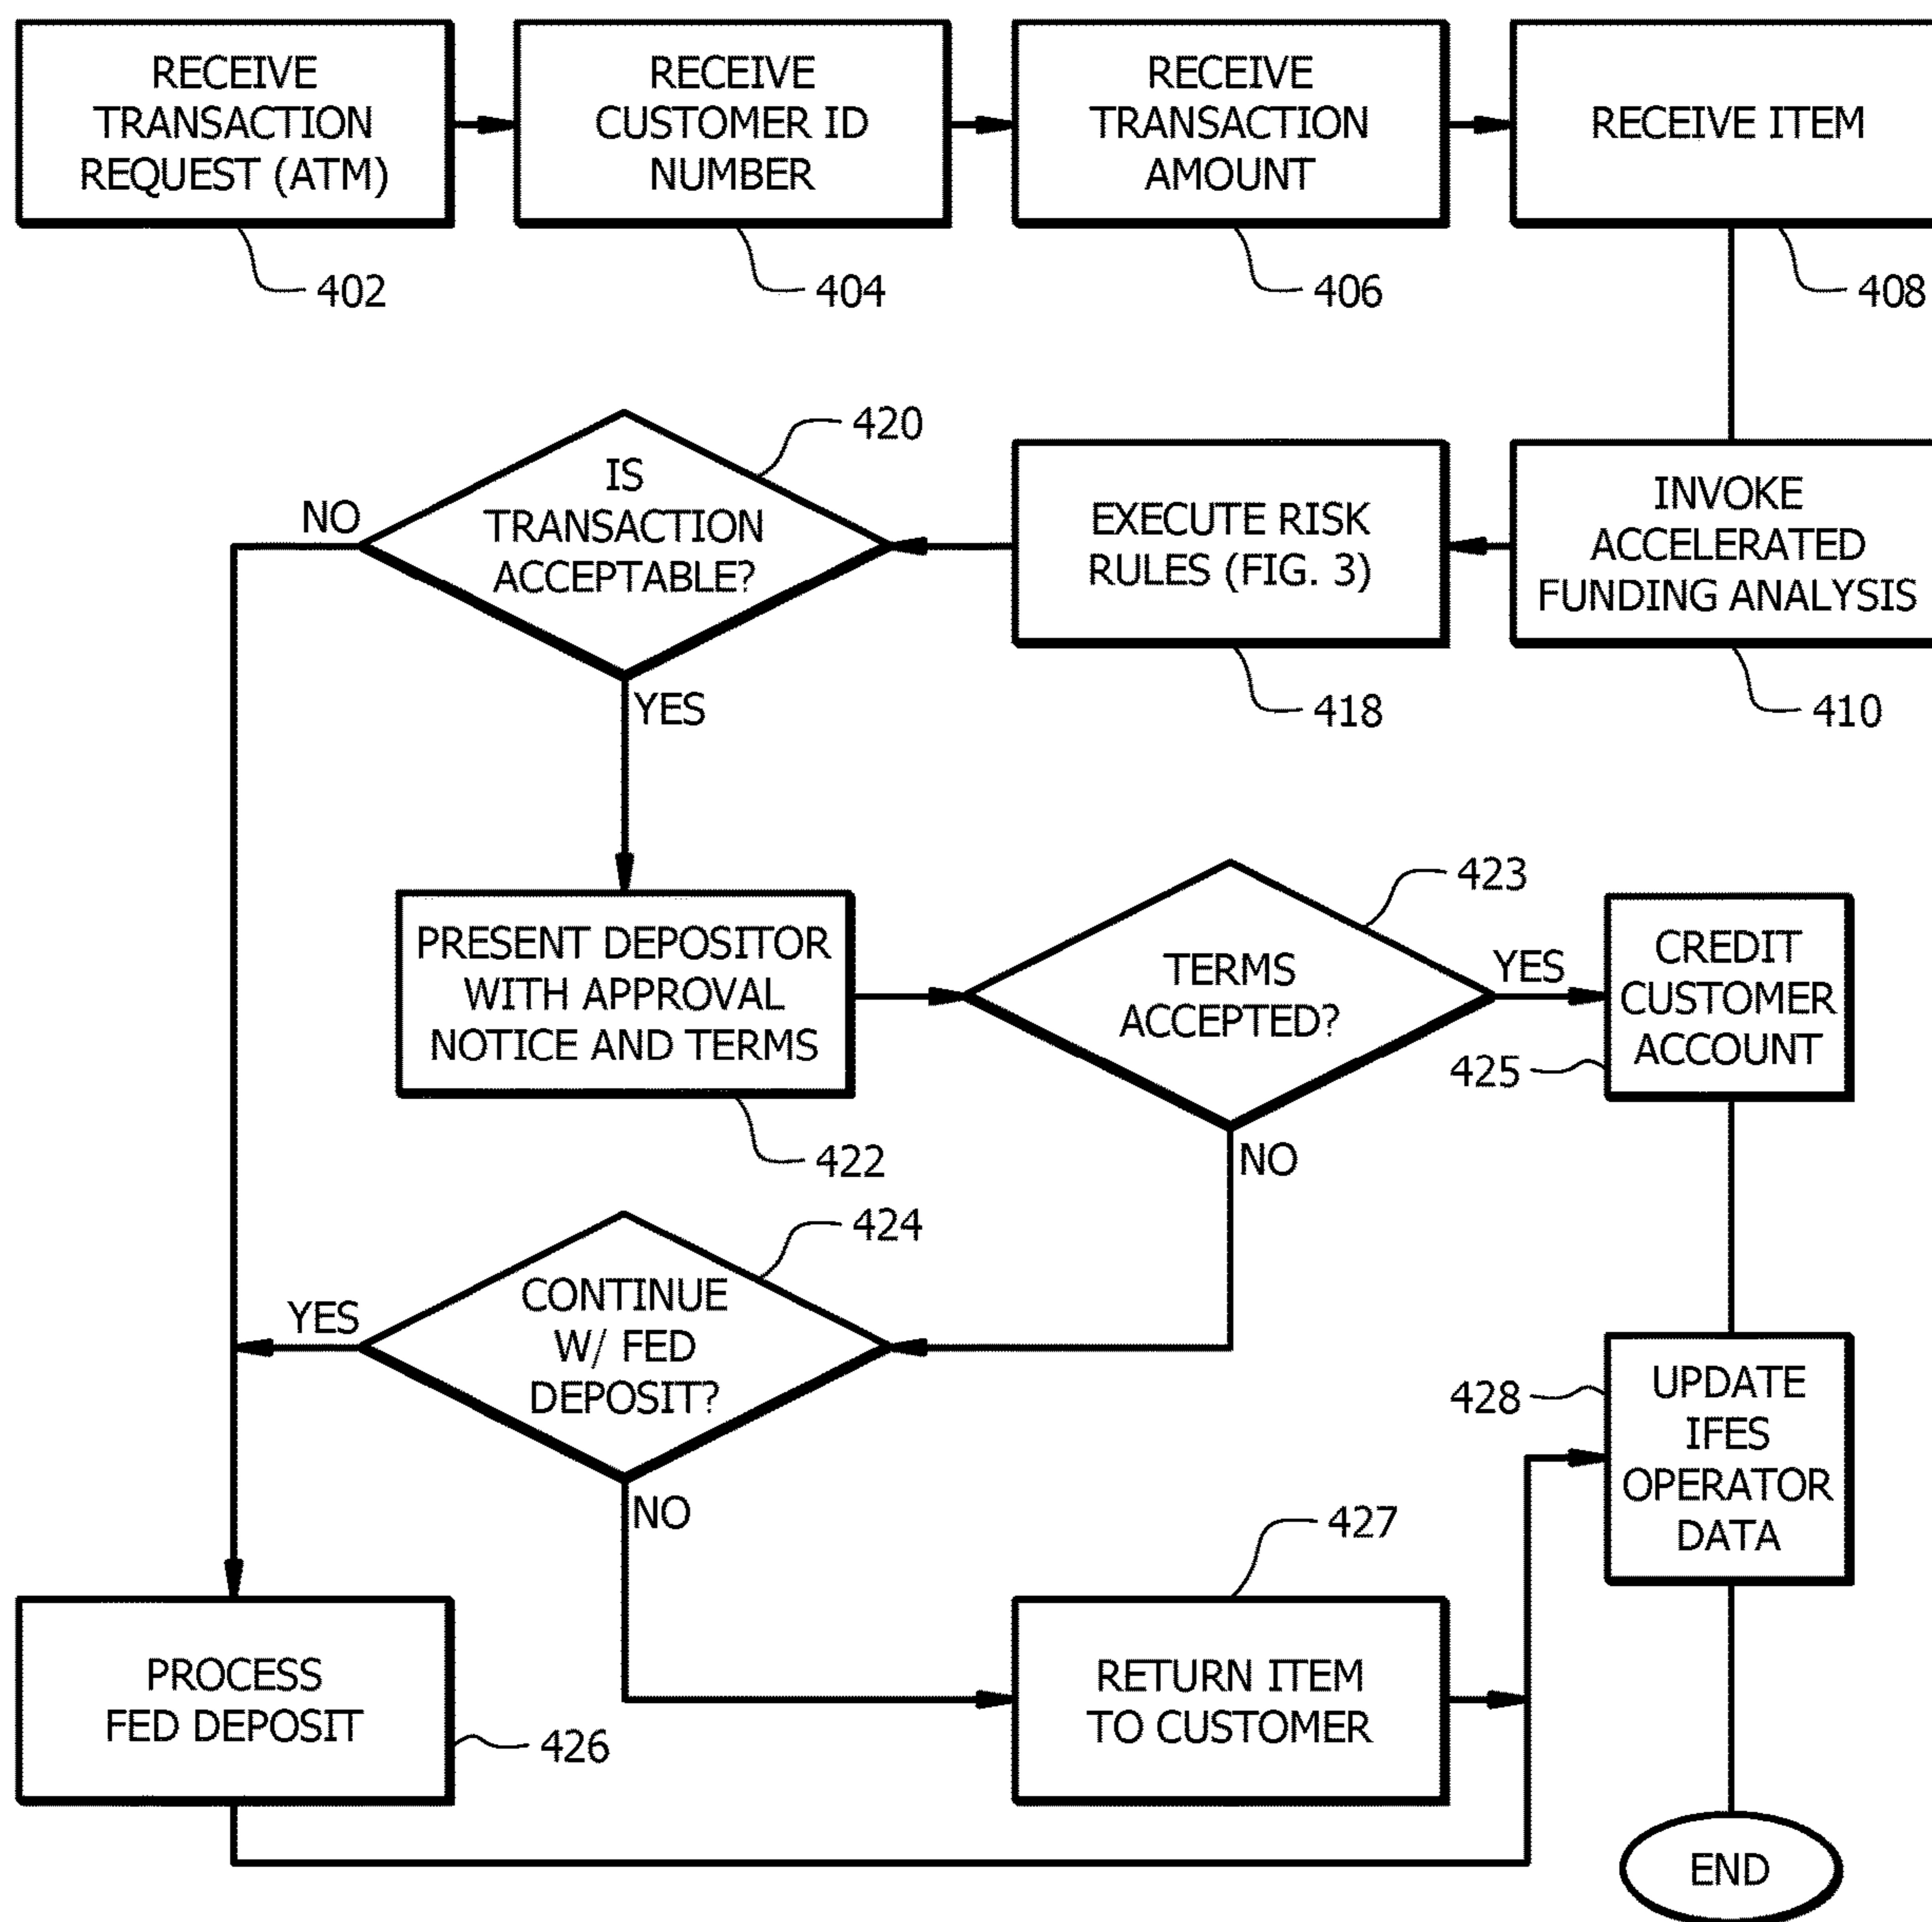 RECEIVE
TRANSACTION
REQUEST (ATM)
402
RECEIVE
CUSTOMER ID
NUMBER
404
RECEIVE
TRANSACTION
AMOUNT
406
RECEIVE ITEM
408
INVOKE
ACCELERATED
FUNDING ANALYSIS
410
EXECUTE RISK
RULES (FIG. 3)
418
420
IS
TRANSACTION
ACCEPTABLE?
NO
YES
PRESENT DEPOSITOR
WITH APPROVAL
NOTICE AND TERMS
422
423
TERMS
ACCEPTED?
YES
NO
CREDIT
CUSTOMER
ACCOUNT
425
424
CONTINUE
W/ FED
DEPOSIT?
YES
NO
PROCESS
FED DEPOSIT
426
427
RETURN ITEM
TO CUSTOMER
428
UPDATE
IFES
OPERATOR
DATA
END